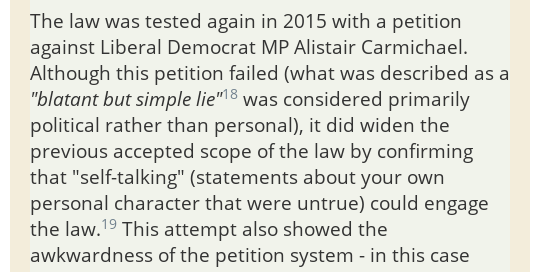 The law was tested again in 2015 with a petition
against Liberal Democrat MP Alistair Carmichael.
Although this petition failed (what was described as a
"blatant but simple lie"18 was considered primarily
political rather than personal), it did widen the
previous accepted scope of the law by confirming
that "self-talking" (statements about your own
personal character that were untrue) could engage
the law.19 This attempt also showed the
awkwardness of the petition system - in this case